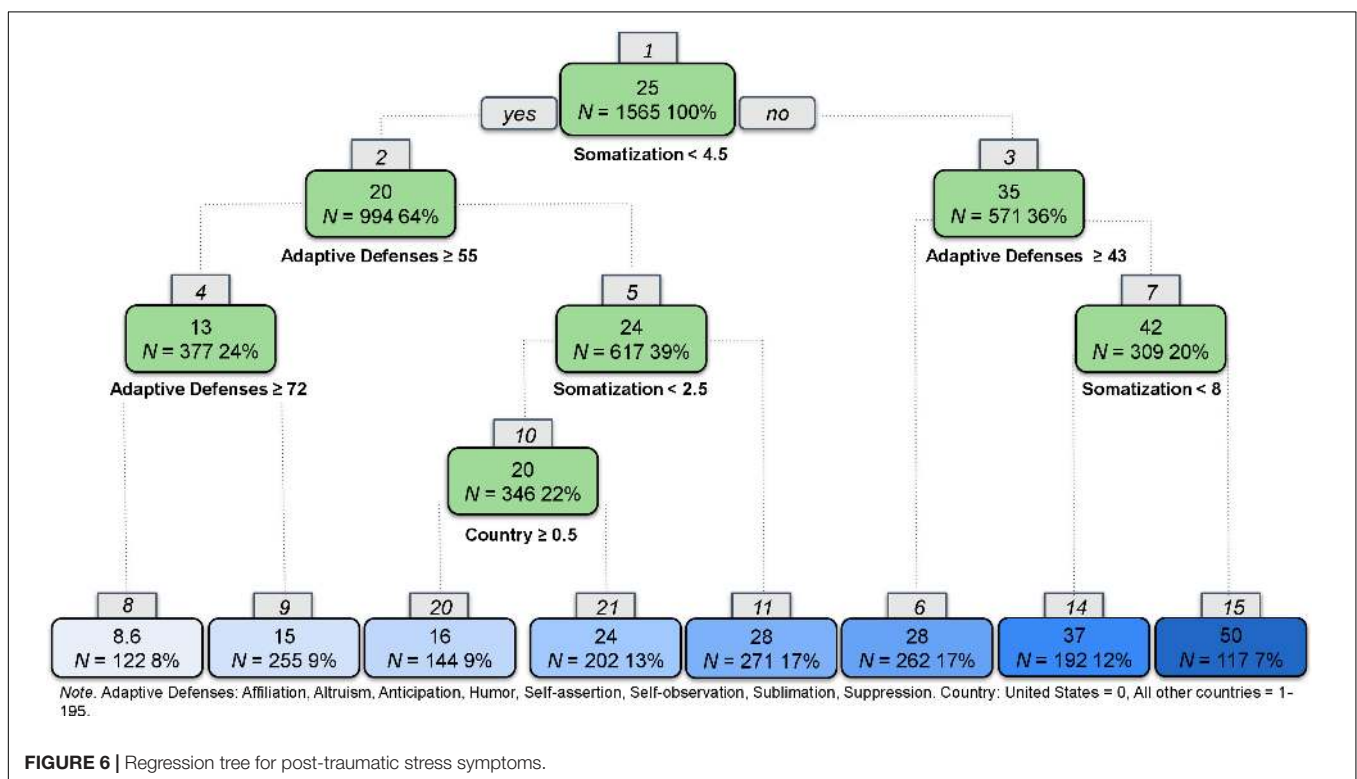 1
25
N = 1565 100%
yes
no
Somatization < 4.5
2
20
N = 994 64%
Adaptive Defenses ≥ 55
3
35
N = 571 36%
Adaptive Defenses ≥ 43
4
13
N = 377 24%
Adaptive Defenses ≥ 72
5
24
N = 617 39%
Somatization < 2.5
7
42
N = 309 20%
Somatization < 8
10
20
N = 346 22%
Country ≥ 0.5
8
8.6
N = 122 8%
9
15
N = 255 9%
20
16
N = 144 9%
21
24
N = 202 13%
11
28
N = 271 17%
6
28
N = 262 17%
14
37
N = 192 12%
15
50
N = 117 7%
Note. Adaptive Defenses: Affiliation, Altruism, Anticipation, Humor, Self-assertion, Self-observation, Sublimation, Suppression. Country: United States = 0, All other countries = 1–
195.
FIGURE 6 | Regression tree for post-traumatic stress symptoms.